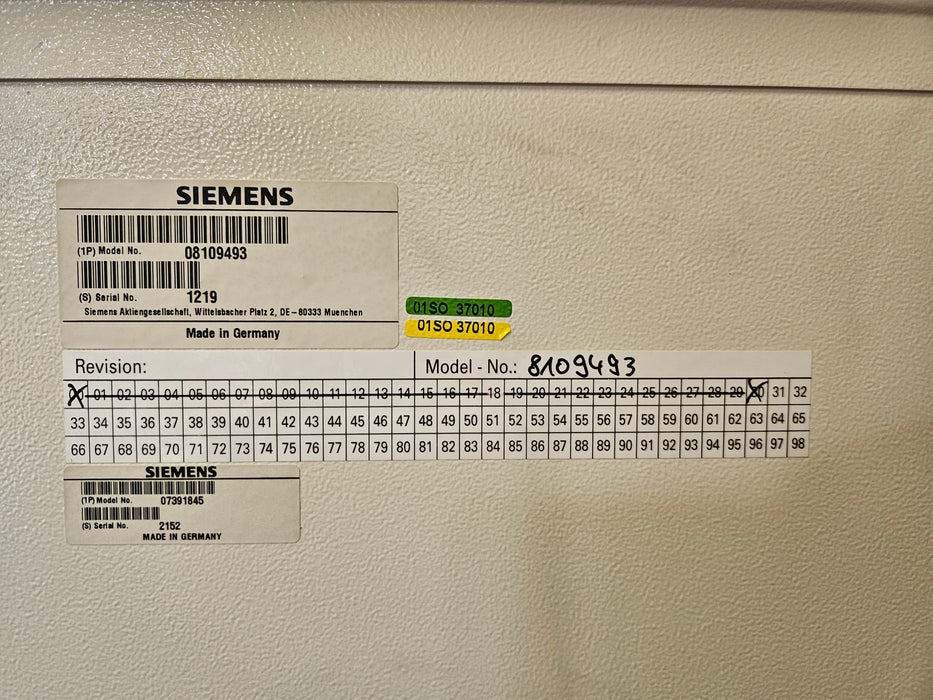 SIEMENS
(1P) Model No. 08109493
(S) Serial No. 1219
Siemens Aktiengesellschaft, Wittelsbacher Platz 2, DE-80333 Muenchen
Made in Germany
01SO 37010
01SO 37010
Revision: Model - No.: 8109493
00 01 02 03 04 05 06 07 08 09 10 11 12 13 14 15 16 17 18 19 20 21 22 23 24 25 26 27 28 29 30 31 32
33 34 35 36 37 38 39 40 41 42 43 44 45 46 47 48 49 50 51 52 53 54 55 56 57 58 59 60 61 62 63 64 65
66 67 68 69 70 71 72 73 74 75 76 77 78 79 80 81 82 83 84 85 86 87 88 89 90 91 92 93 94 95 96 97 98
SIEMENS
(1P) Model No. 07391845
(S) Serial No. 2152
MADE IN GERMANY